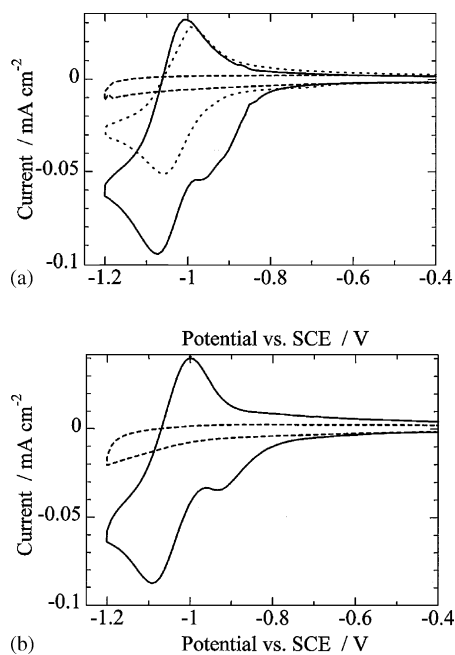 0
-0.05
-0.1
Current / mA cm-2
(a)
-1.2 -1 -0.8 -0.6 -0.4
Potential vs. SCE / V
0
-0.05
-0.1
Current / mA cm-2
(b)
-1.2 -1 -0.8 -0.6 -0.4
Potential vs. SCE / V